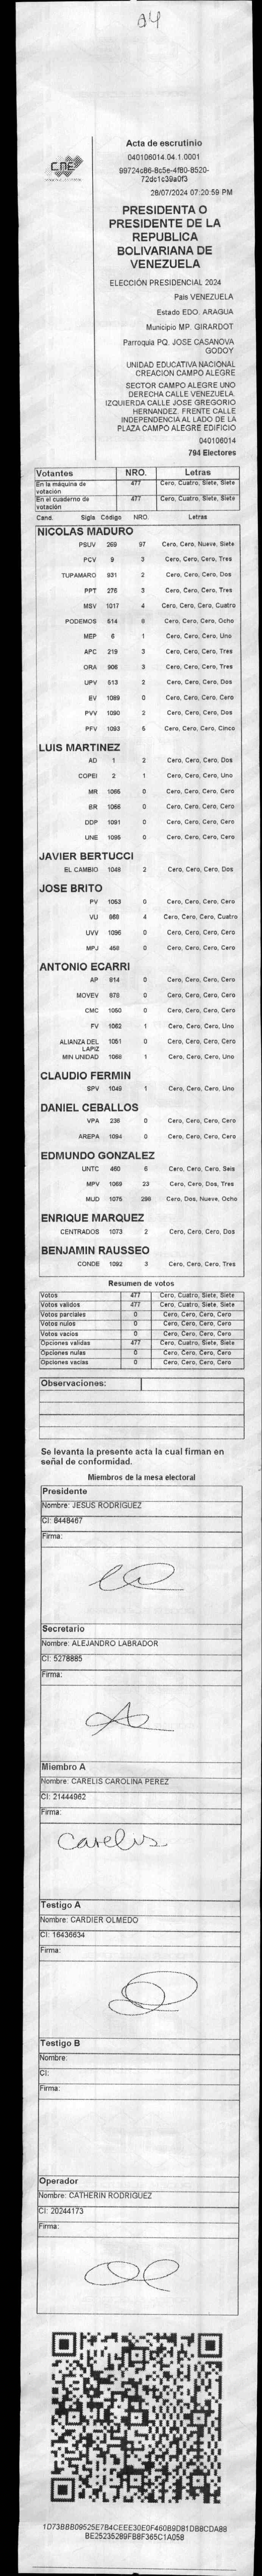 04
CNE
Acta de escrutinio
040106014.04.1.0001
99724c86-8c5e-4f80-8520-
72dc1c39a0f3
28/07/2024 07:20:59 PM
PRESIDENTA O
PRESIDENTE DE LA
REPUBLICA
BOLIVARIANA DE
VENEZUELA
ELECCIÓN PRESIDENCIAL 2024
País VENEZUELA
Estado EDO. ARAGUA
Municipio MP. GIRARDOT
Parroquia PQ. JOSE CASANOVA
GODOY
UNIDAD EDUCATIVA NACIONAL
CREACION CAMPO ALEGRE
SECTOR CAMPO ALEGRE UNO
DERECHA CALLE VENEZUELA.
IZQUIERDA CALLE JOSE GREGORIO
HERNANDEZ. FRENTE CALLE
INDEPENDENCIA AL LADO DE LA
PLAZA CAMPO ALEGRE EDIFICIO
040106014
794 Electores
Votantes NRO. Letras
En la máquina de votación 477 Cero, Cuatro, Siete, Siete
En el cuaderno de votación 477 Cero, Cuatro, Siete, Siete
Cand. Sigla Código NRO. Letras
NICOLAS MADURO
PSUV 269 97 Cero, Cero, Nueve, Siete
PCV 9 3 Cero, Cero, Cero, Tres
TUPAMARO 931 2 Cero, Cero, Cero, Dos
PPT 276 3 Cero, Cero, Cero, Tres
MSV 1017 4 Cero, Cero, Cero, Cuatro
PODEMOS 514 8 Cero, Cero, Cero, Ocho
MEP 6 1 Cero, Cero, Cero, Uno
APC 219 3 Cero, Cero, Cero, Tres
ORA 906 3 Cero, Cero, Cero, Tres
UPV 513 2 Cero, Cero, Cero, Dos
EV 1089 0 Cero, Cero, Cero, Cero
PVV 1090 2 Cero, Cero, Cero, Dos
PFV 1093 5 Cero, Cero, Cero, Cinco
LUIS MARTINEZ
AD 1 2 Cero, Cero, Cero, Dos
COPEI 2 1 Cero, Cero, Cero, Uno
MR 1065 0 Cero, Cero, Cero, Cero
BR 1066 0 Cero, Cero, Cero, Cero
DDP 1091 0 Cero, Cero, Cero, Cero
UNE 1095 0 Cero, Cero, Cero, Cero
JAVIER BERTUCCI
EL CAMBIO 1048 2 Cero, Cero, Cero, Dos
JOSE BRITO
PV 1053 0 Cero, Cero, Cero, Cero
VU 868 4 Cero, Cero, Cero, Cuatro
UVV 1096 0 Cero, Cero, Cero, Cero
MPJ 458 0 Cero, Cero, Cero, Cero
ANTONIO ECARRI
AP 814 0 Cero, Cero, Cero, Cero
MOVEV 876 0 Cero, Cero, Cero, Cero
CMC 1050 0 Cero, Cero, Cero, Cero
FV 1062 1 Cero, Cero, Cero, Uno
ALIANZA DEL LAPIZ 1051 0 Cero, Cero, Cero, Cero
MIN UNIDAD 1068 1 Cero, Cero, Cero, Uno
CLAUDIO FERMIN
SPV 1049 1 Cero, Cero, Cero, Uno
DANIEL CEBALLOS
VPA 236 0 Cero, Cero, Cero, Cero
AREPA 1094 0 Cero, Cero, Cero, Cero
EDMUNDO GONZALEZ
UNTC 460 6 Cero, Cero, Cero, Seis
MPV 1069 23 Cero, Cero, Dos, Tres
MUD 1075 298 Cero, Dos, Nueve, Ocho
ENRIQUE MARQUEZ
CENTRADOS 1073 2 Cero, Cero, Cero, Dos
BENJAMIN RAUSSEO
CONDE 1092 3 Cero, Cero, Cero, Tres
Resumen de votos
Votos 477 Cero, Cuatro, Siete, Siete
Votos validos 477 Cero, Cuatro, Siete, Siete
Votos parciales 0 Cero, Cero, Cero, Cero
Votos nulos 0 Cero, Cero, Cero, Cero
Votos vacios 0 Cero, Cero, Cero, Cero
Opciones validas 477 Cero, Cuatro, Siete, Siete
Opciones nulas 0 Cero, Cero, Cero, Cero
Opciones vacias 0 Cero, Cero, Cero, Cero
Observaciones:
Se levanta la presente acta la cual firman en
señal de conformidad.
Miembros de la mesa electoral
Presidente
Nombre: JESUS RODRIGUEZ
CI: 8448467
Firma:
Secretario
Nombre: ALEJANDRO LABRADOR
CI: 5278885
Firma:
Miembro A
Nombre: CARELIS CAROLINA PEREZ
CI: 21444962
Firma:
Carelis
Testigo A
Nombre: CARDIER OLMEDO
CI: 16436634
Firma:
Testigo B
Nombre:
CI:
Firma:
Operador
Nombre: CATHERIN RODRIGUEZ
CI: 20244173
Firma:
1D73BBB09525E7B4CEEE30E0F460B9D81DB8CDA88
BE25235289FB8F365C1A058